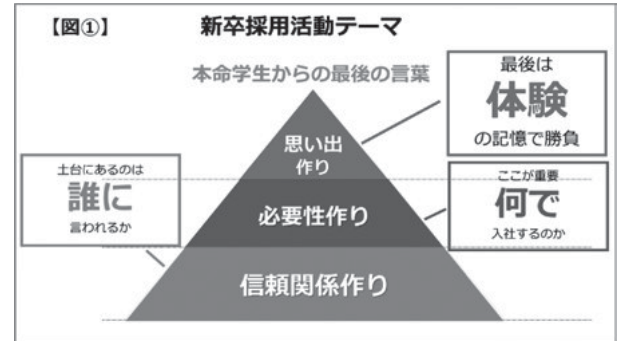 【図①】 新卒採用活動テーマ
本命学生からの最後の言葉
最後は
体験
の記憶で勝負
思い出
作り
土台にあるのは
誰に
言われるか
必要性作り
ここが重要
何で
入社するのか
信頼関係作り